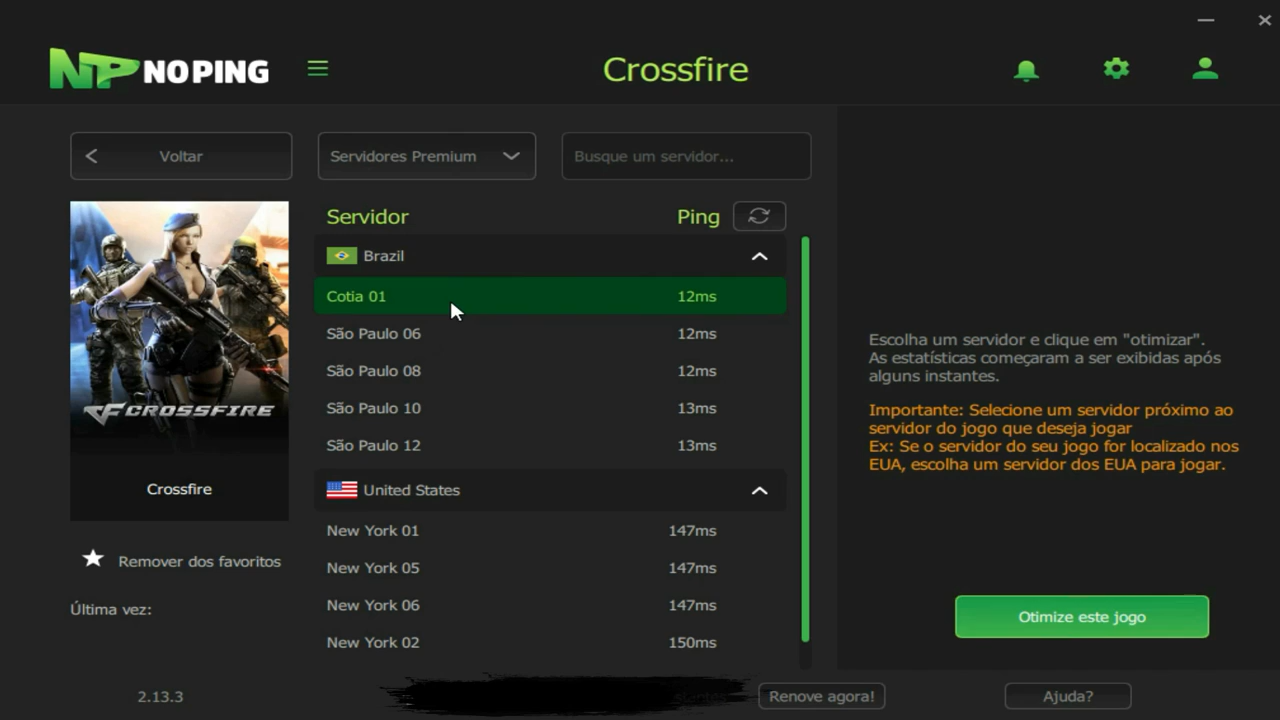 NP NOPING
Crossfire
Voltar
Servidores Premium
Busque um servidor...
Servidor Ping
Brazil
Cotia 01 12ms
São Paulo 06 12ms
São Paulo 08 12ms
São Paulo 10 13ms
São Paulo 12 13ms
United States
New York 01 147ms
New York 05 147ms
New York 06 147ms
New York 02 150ms
CF CROSSFIRE
Crossfire
Remover dos favoritos
Última vez:
Escolha um servidor e clique em "otimizar".
As estatísticas começaram a ser exibidas após
alguns instantes.
Importante: Selecione um servidor próximo ao
servidor do jogo que deseja jogar
Ex: Se o servidor do seu jogo for localizado nos
EUA, escolha um servidor dos EUA para jogar.
Otimize este jogo
2.13.3
Renove agora!
Ajuda?